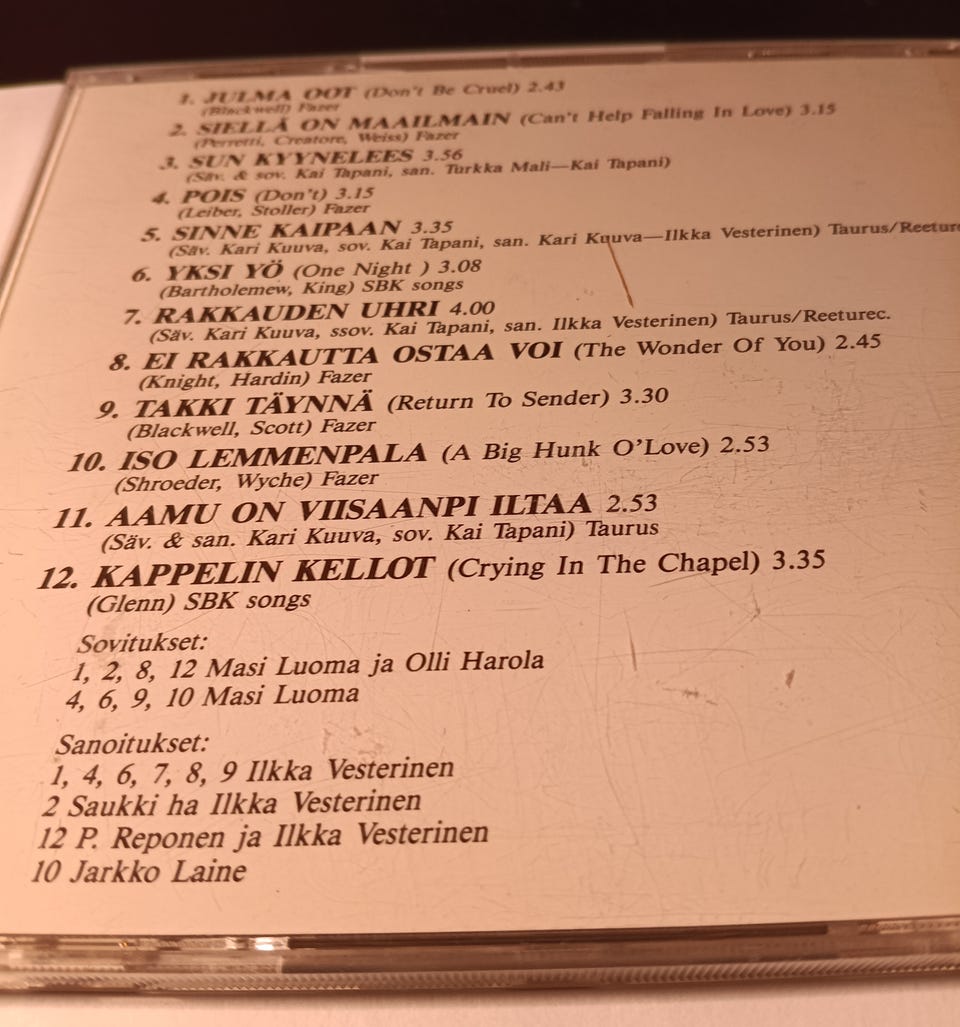 1. JULMA OOT (Don't Be Cruel) 2.43
(Blackwell) Fazer
2. SIELLÄ ON MAAILMAIN (Can't Help Falling In Love) 3.15
(Perretti, Creatore, Weiss) Fazer
3. SUN KYYNELEES 3.56
(Säv. & sov. Kai Tapani, san. Turkka Mali—Kai Tapani)
4. POIS (Don't) 3.15
(Leiber, Stoller) Fazer
5. SINNE KAIPAAN 3.35
(Säv. Kari Kuuva, sov. Kai Tapani, san. Kari Kuuva—Ilkka Vesterinen) Taurus/Reeture
6. YKSI YÖ (One Night ) 3.08
(Bartholemew, King) SBK songs
7. RAKKAUDEN UHRI 4.00
(Säv. Kari Kuuva, ssov. Kai Tapani, san. Ilkka Vesterinen) Taurus/Reeturec.
8. EI RAKKAUTTA OSTAA VOI (The Wonder Of You) 2.45
(Knight, Hardin) Fazer
9. TAKKI TÄYNNÄ (Return To Sender) 3.30
(Blackwell, Scott) Fazer
10. ISO LEMMENPALA (A Big Hunk O'Love) 2.53
(Shroeder, Wyche) Fazer
11. AAMU ON VIISAANPI ILTAA 2.53
(Säv. & san. Kari Kuuva, sov. Kai Tapani) Taurus
12. KAPPELIN KELLOT (Crying In The Chapel) 3.35
(Glenn) SBK songs
Sovitukset:
1, 2, 8, 12 Masi Luoma ja Olli Harola
4, 6, 9, 10 Masi Luoma
Sanoitukset:
1, 4, 6, 7, 8, 9 Ilkka Vesterinen
2 Saukki ha Ilkka Vesterinen
12 P. Reponen ja Ilkka Vesterinen
10 Jarkko Laine